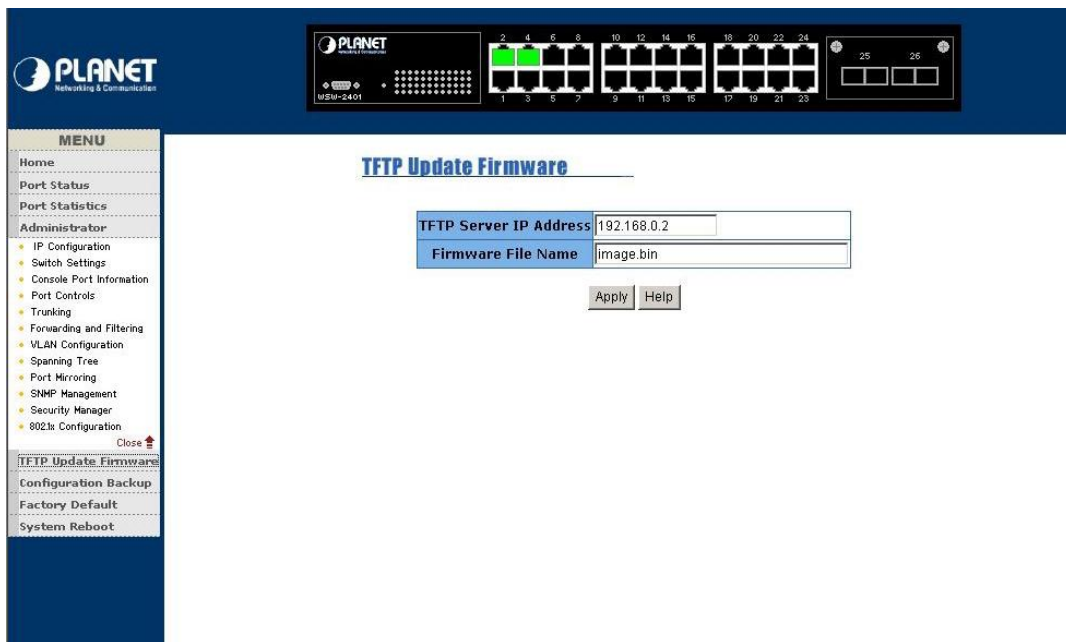 PLANET
Networking & Communication
PLANET
Networking & Communication
WSW-2401
2 4 6 8 10 12 14 16 18 20 22 24
1 3 5 7 9 11 13 15 17 19 21 23
25 26
MENU
Home
Port Status
Port Statistics
Administrator
IP Configuration
Switch Settings
Console Port Information
Port Controls
Trunking
Forwarding and Filtering
VLAN Configuration
Spanning Tree
Port Mirroring
SNMP Management
Security Manager
802.1x Configuration
Close
TFTP Update Firmware
Configuration Backup
Factory Default
System Reboot
TFTP Update Firmware
TFTP Server IP Address 192.168.0.2
Firmware File Name image.bin
Apply Help